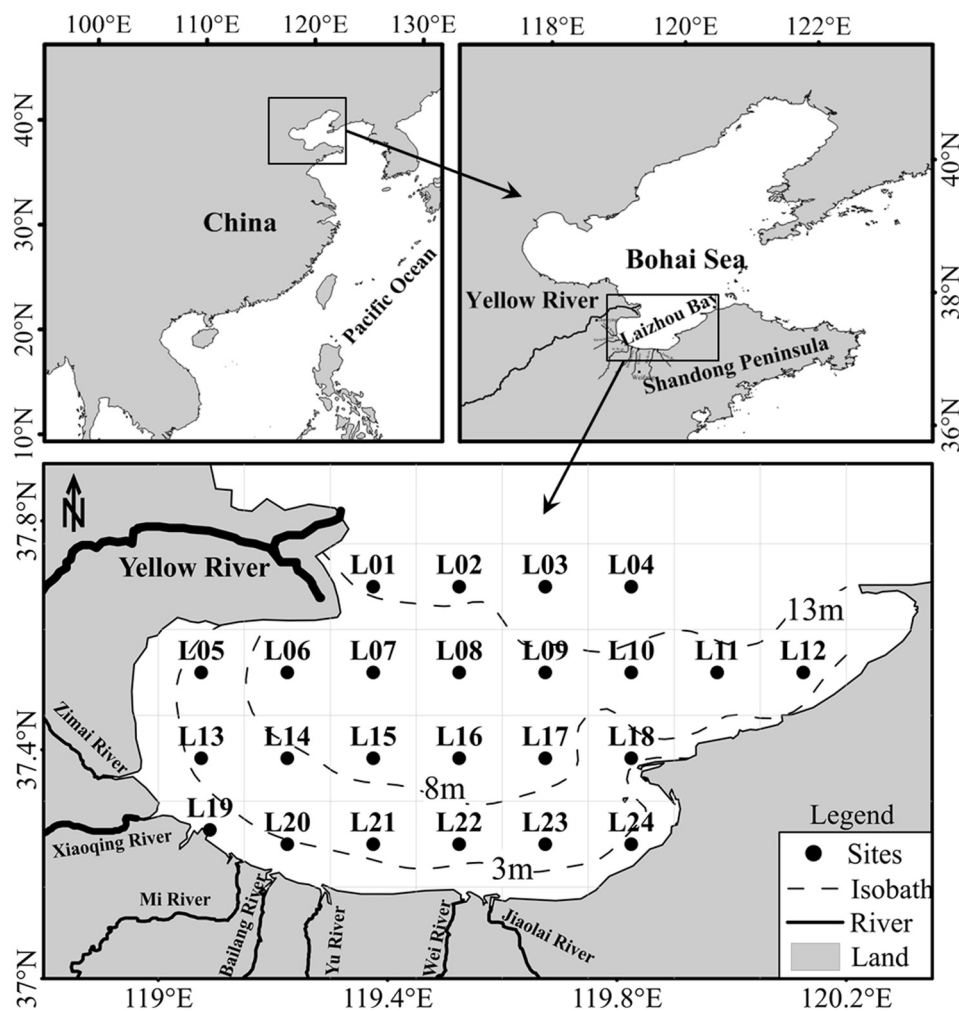 100°E 110°E 120°E 130°E
118°E 120°E 122°E
40°N
30°N
20°N
10°N
China
Pacific Ocean
40°N
38°N
36°N
Bohai Sea
Yellow River
Laizhou Bay
Shandong Peninsula
N
37.8°N
37.4°N
37°N
Yellow River
L01 L02 L03 L04
13m
L05 L06 L07 L08 L09 L10 L11 L12
Zimai River
L13 L14 L15 L16 L17 L18
8m
L19
L20 L21 L22 L23 L24
Xiaoqing River
3m
Mi River
Bailang River
Yu River
Wei River
Jiaolai River
Legend
Sites
Isobath
River
Land
119°E 119.4°E 119.8°E 120.2°E